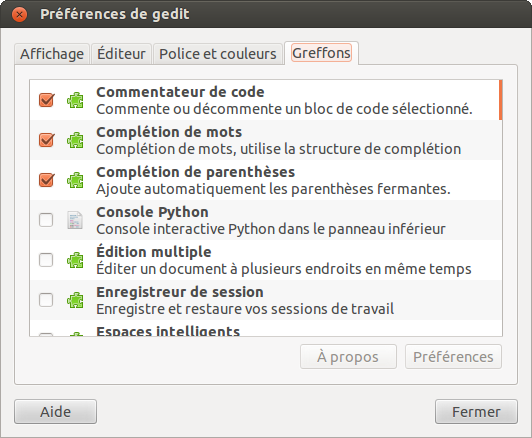 Préférences de gedit
Affichage Éditeur Police et couleurs Greffons
Commentateur de code
Commente ou décommente un bloc de code sélectionné.
Complétion de mots
Complétion de mots, utilise la structure de complétion
Complétion de parenthèses
Ajoute automatiquement les parenthèses fermantes.
Console Python
Console interactive Python dans le panneau inférieur
Édition multiple
Éditer un document à plusieurs endroits en même temps
Enregistreur de session
Enregistre et restaure vos sessions de travail
Espaces intelligents
À propos Préférences
Aide Fermer